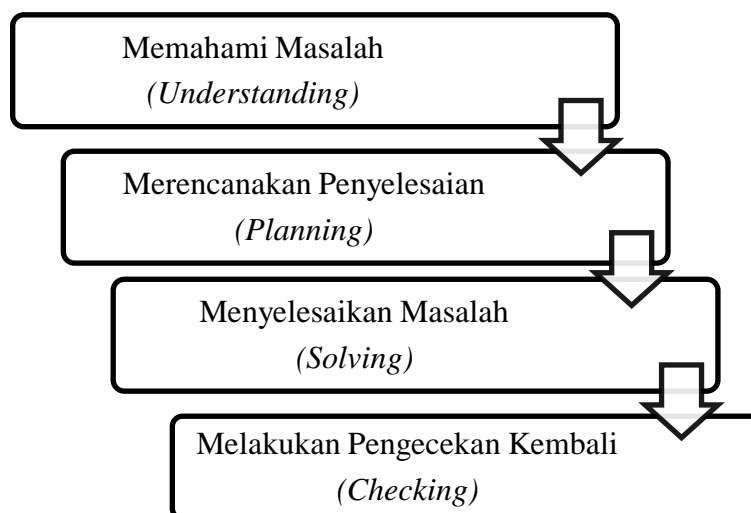 Memahami Masalah
(Understanding)
Merencanakan Penyelesaian
(Planning)
Menyelesaikan Masalah
(Solving)
Melakukan Pengecekan Kembali
(Checking)